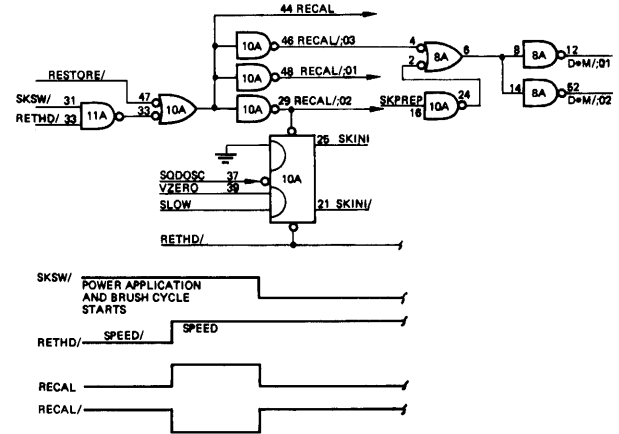 44 RECAL
10A 46 RECAL/;03 4 6 8 12
8A 8A D*M/;01
2
RESTORE/ 10A 48 RECAL/;01
SKSW/ 31 47 29 RECAL/;02 SKPREP 24 14 52
11A 10A 10A 10A 8A
RETHD/ 33 33 16 D*M/;02
25 SKINI
SQDOSC 37 10A
VZERO 39
SLOW 21 SKINI/
RETHD/
SKSW/ POWER APPLICATION
AND BRUSH CYCLE
STARTS
RETHD/ SPEED/ SPEED
RECAL
RECAL/